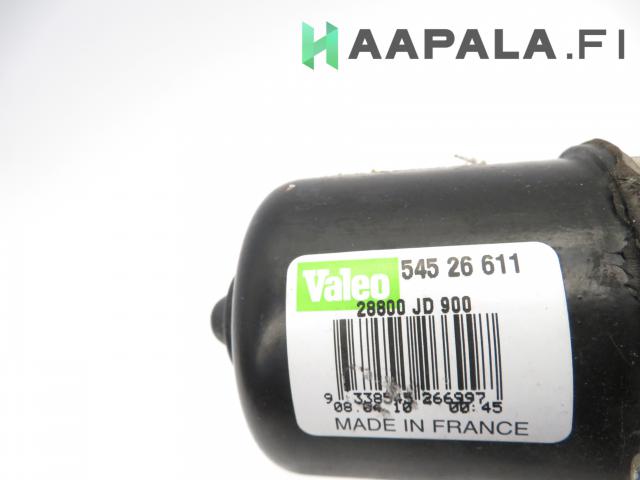 HAAPALA.FI
Valeo 545 26 611
28800 JD 900
9 338545 266997
08.04 10 00:45
MADE IN FRANCE